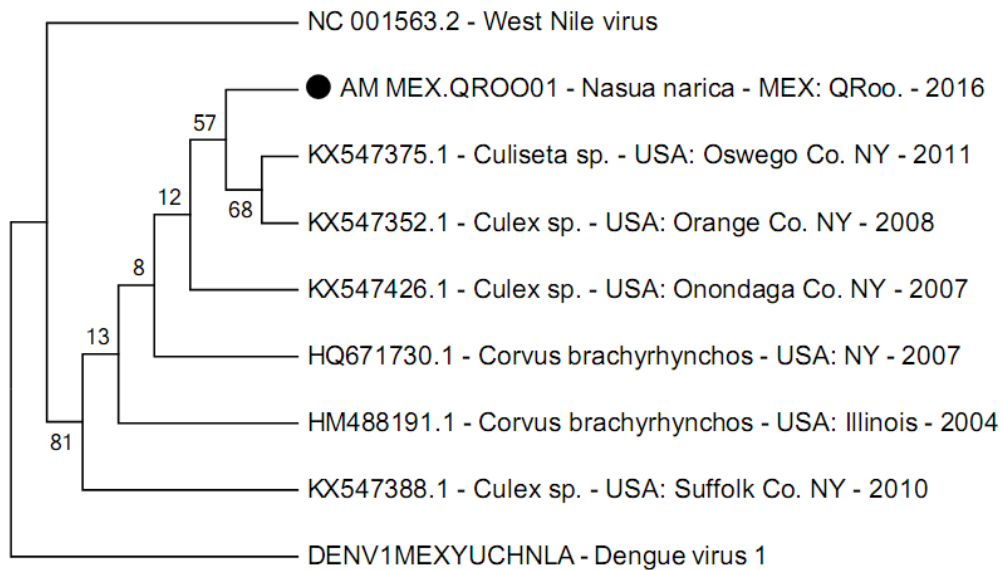 NC 001563.2 - West Nile virus
AM MEX.QROO01 - Nasua narica - MEX: QRoo. - 2016
57
KX547375.1 - Culiseta sp. - USA: Oswego Co. NY - 2011
12
68
KX547352.1 - Culex sp. - USA: Orange Co. NY - 2008
8
KX547426.1 - Culex sp. - USA: Onondaga Co. NY - 2007
13
HQ671730.1 - Corvus brachyrhynchos - USA: NY - 2007
HM488191.1 - Corvus brachyrhynchos - USA: Illinois - 2004
81
KX547388.1 - Culex sp. - USA: Suffolk Co. NY - 2010
DENV1MEXYUCHNLA - Dengue virus 1